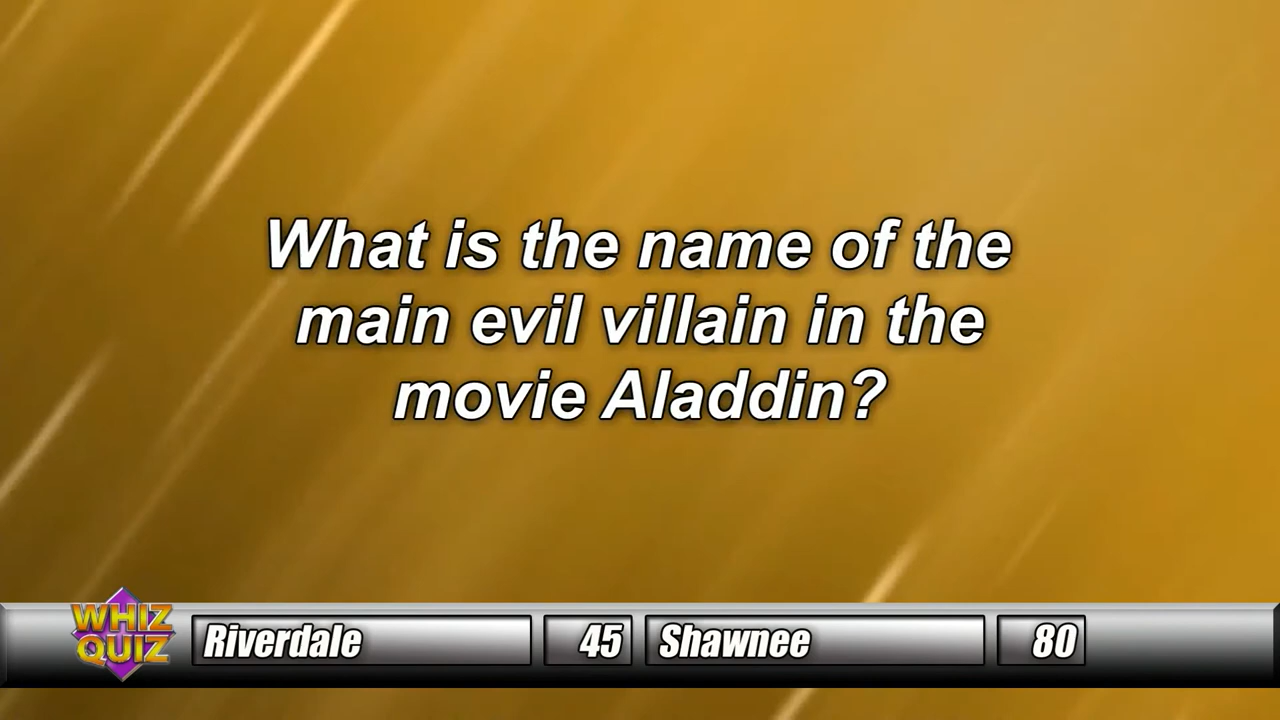 What is the name of the
main evil villain in the
movie Aladdin?
WHIZ
QUIZ
Riverdale 45 Shawnee 80